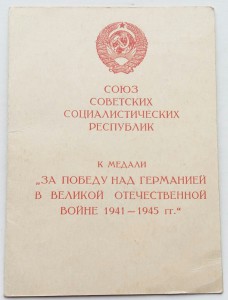 СОЮЗ
СОВЕТСКИХ
СОЦИАЛИСТИЧЕСКИХ
РЕСПУБЛИК
К МЕДАЛИ
„ЗА ПОБЕДУ НАД ГЕРМАНИЕЙ
В ВЕЛИКОЙ ОТЕЧЕСТВЕННОЙ
ВОЙНЕ 1941—1945 гг.“